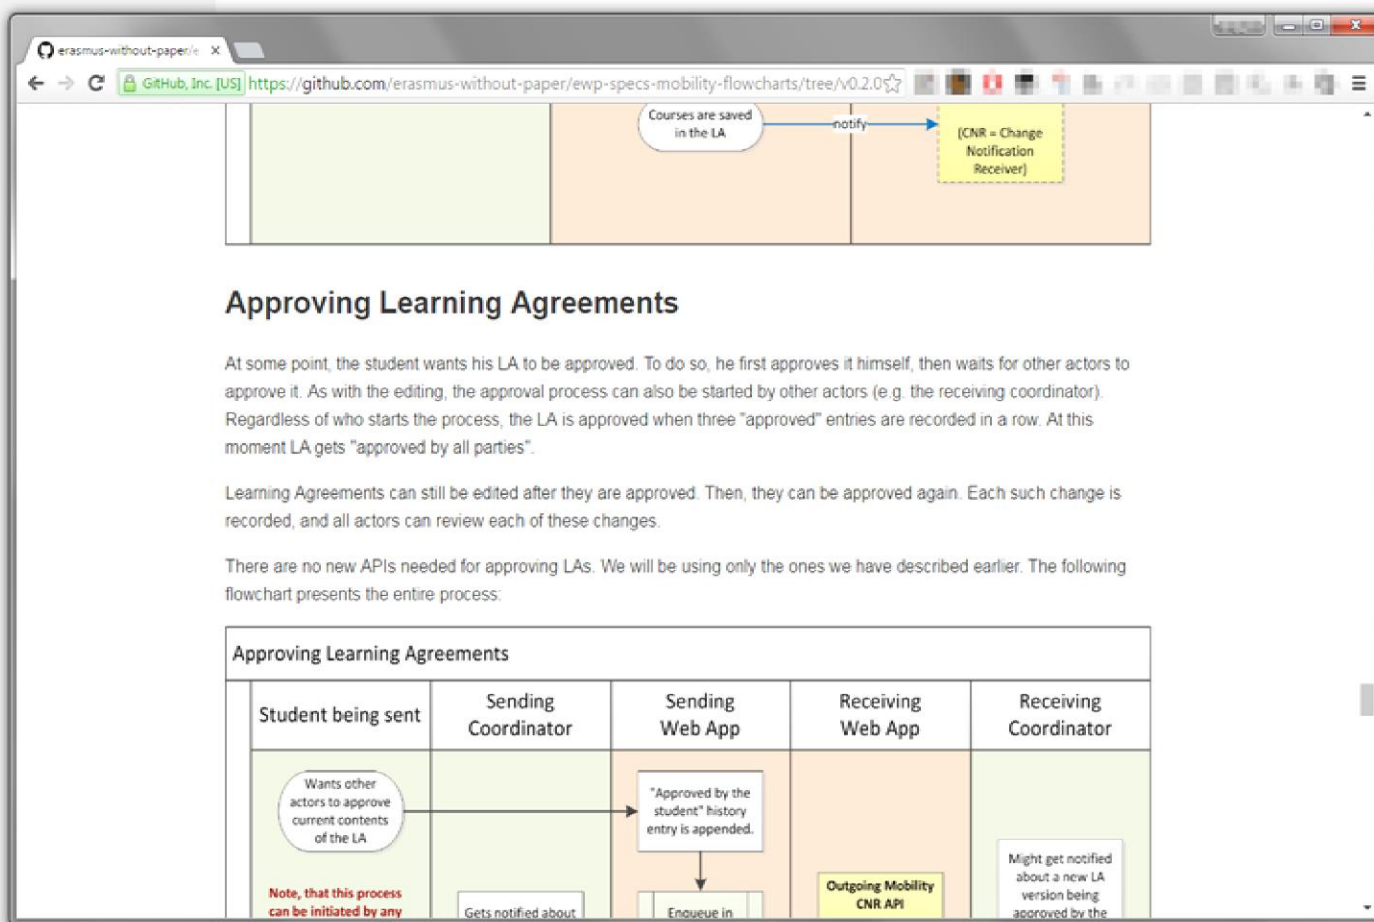 erasmus-without-paper/e
GitHub, Inc. [US] https://github.com/erasmus-without-paper/ewp-specs-mobility-flowcharts/tree/v0.2.0
Courses are saved
in the LA
notify
(CNR = Change
Notification
Receiver)
Approving Learning Agreements
At some point, the student wants his LA to be approved. To do so, he first approves it himself, then waits for other actors to
approve it. As with the editing, the approval process can also be started by other actors (e.g. the receiving coordinator).
Regardless of who starts the process, the LA is approved when three "approved" entries are recorded in a row. At this
moment LA gets "approved by all parties".
Learning Agreements can still be edited after they are approved. Then, they can be approved again. Each such change is
recorded, and all actors can review each of these changes.
There are no new APIs needed for approving LAs. We will be using only the ones we have described earlier. The following
flowchart presents the entire process:
Approving Learning Agreements
Student being sent
Sending
Coordinator
Sending
Web App
Receiving
Web App
Receiving
Coordinator
Wants other
actors to approve
current contents
of the LA
"Approved by the
student" history
entry is appended.
Note, that this process
can be initiated by any
Gets notified about
Enqueue in
Outgoing Mobility
CNR API
Might get notified
about a new LA
version being
approved by the